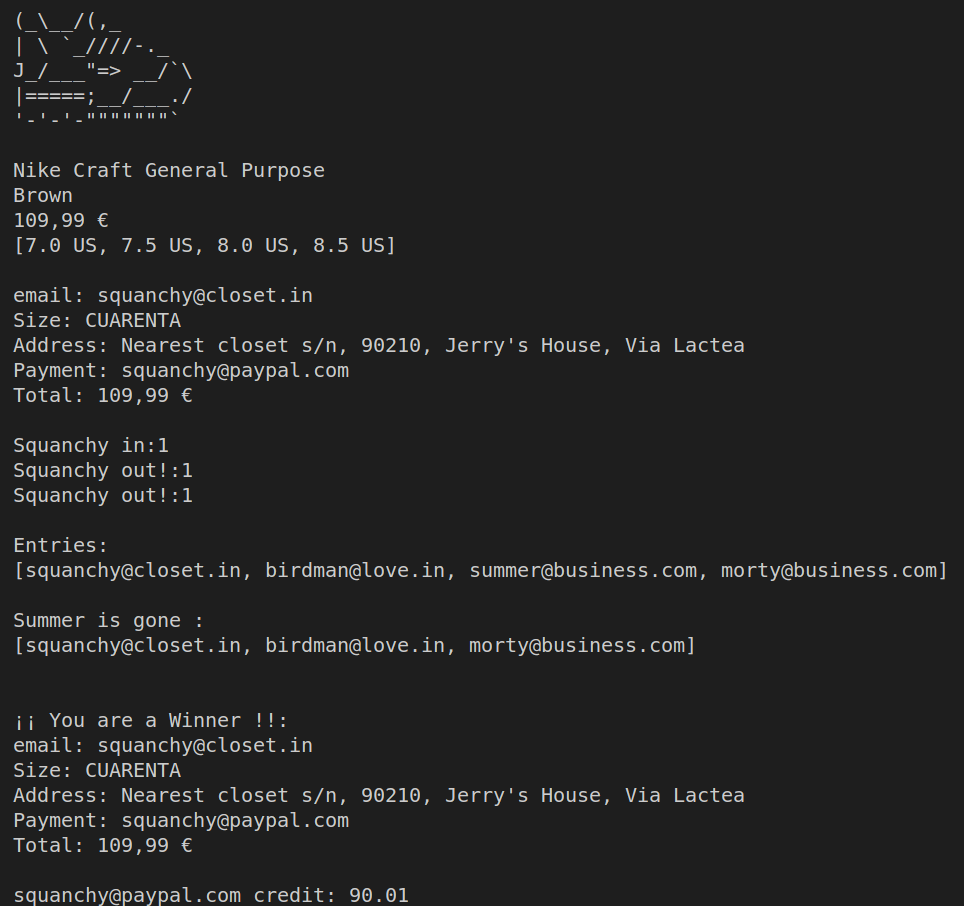 (_\__/(,_
| \ `_////-._
J_/___"=> __/`\
|=====;__/___./
'-'-'-"""""""`
Nike Craft General Purpose
Brown
109,99 €
[7.0 US, 7.5 US, 8.0 US, 8.5 US]
email: squanchy@closet.in
Size: CUARENTA
Address: Nearest closet s/n, 90210, Jerry's House, Via Lactea
Payment: squanchy@paypal.com
Total: 109,99 €
Squanchy in:1
Squanchy out!:1
Squanchy out!:1
Entries:
[squanchy@closet.in, birdman@love.in, summer@business.com, morty@business.com]
Summer is gone :
[squanchy@closet.in, birdman@love.in, morty@business.com]
¡¡ You are a Winner !!:
email: squanchy@closet.in
Size: CUARENTA
Address: Nearest closet s/n, 90210, Jerry's House, Via Lactea
Payment: squanchy@paypal.com
Total: 109,99 €
squanchy@paypal.com credit: 90.01